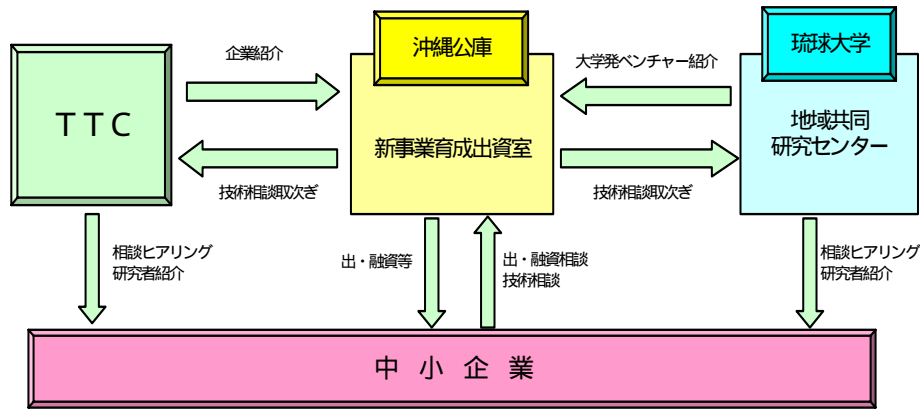 沖縄公庫
琉球大学
企業紹介
大学発ベンチャー紹介
TTC
新事業育成出資室
地域共同
研究センター
技術相談取次ぎ
技術相談取次ぎ
相談ヒアリング
研究者紹介
出・融資等
出・融資相談
技術相談
相談ヒアリング
研究者紹介
中小企業